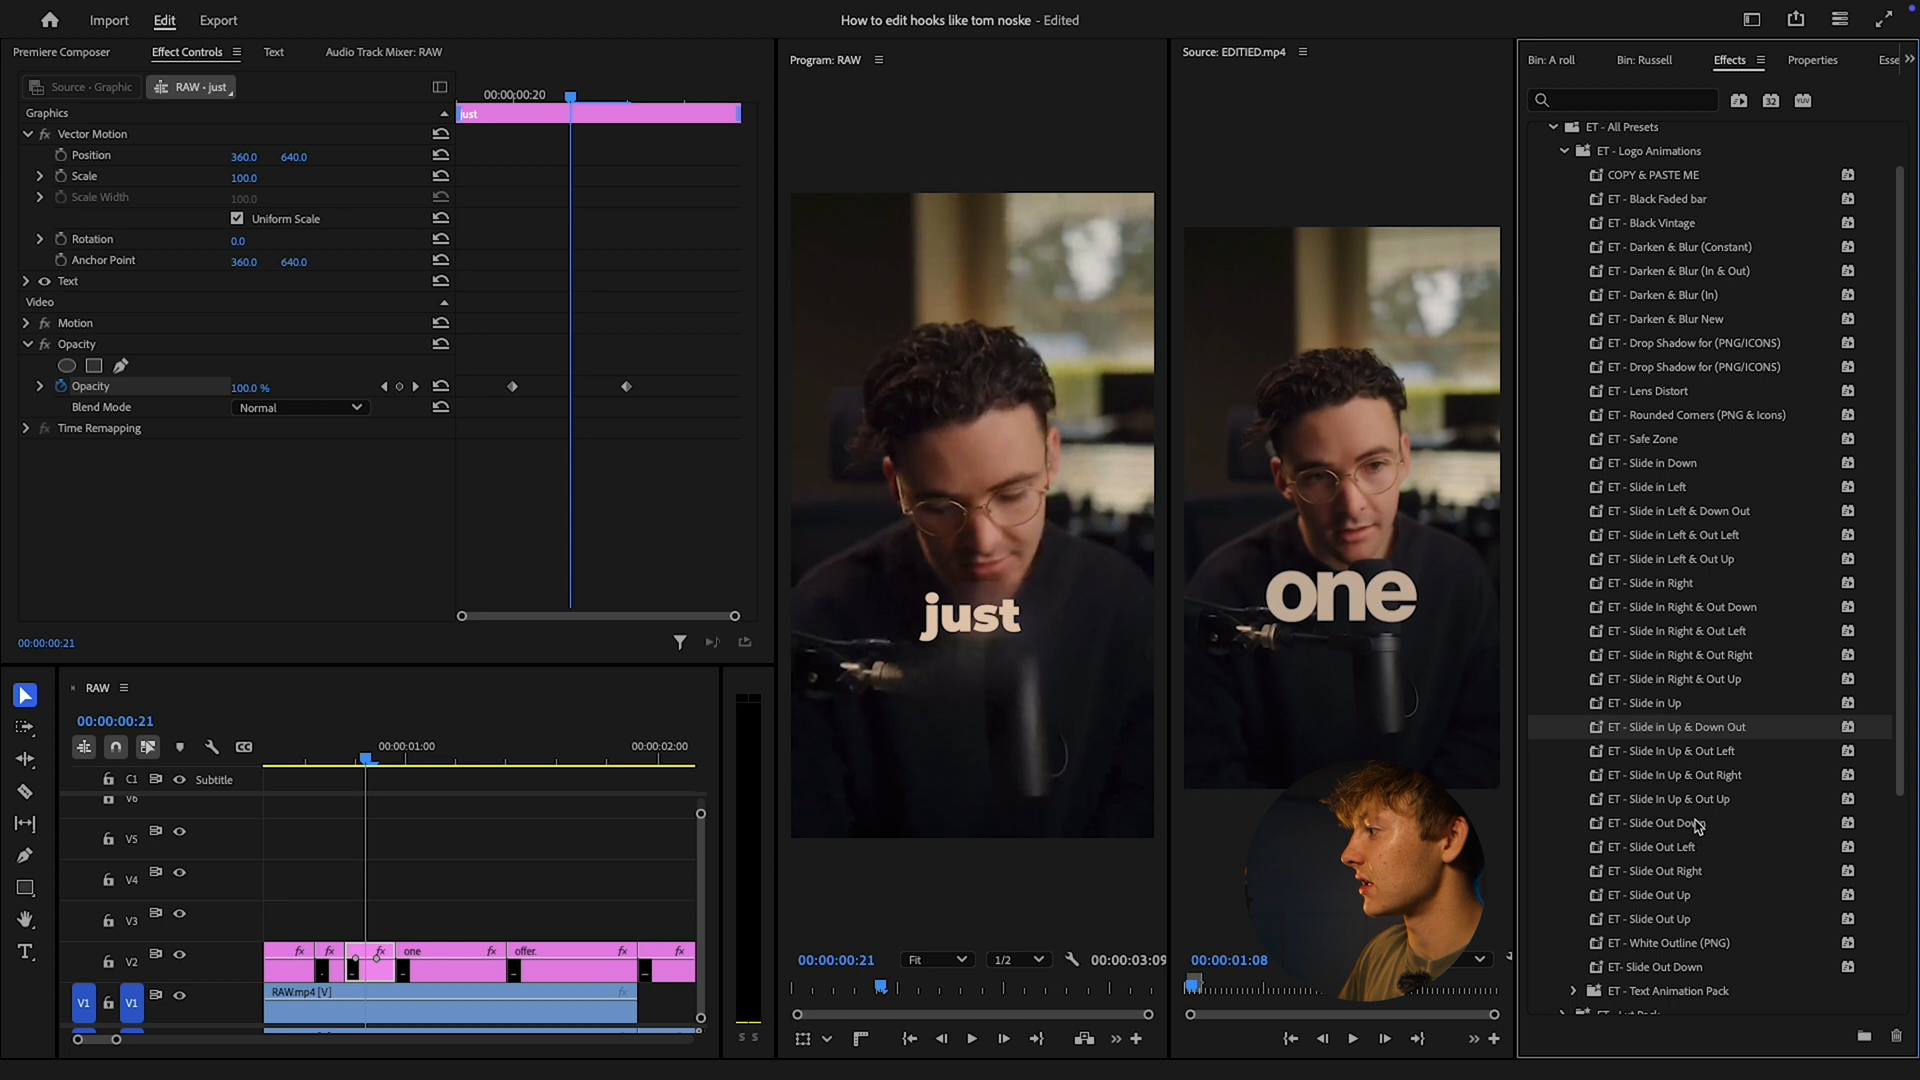 Import
Edit
Export
How to edit hooks like tom noske - Edited
Premiere Composer
Effect Controls
Text
Audio Track Mixer: RAW
Source · Graphic
RAW · just
00:00:00:20
just
Graphics
Vector Motion
Position 360.0 640.0
Scale 100.0
Scale Width 100.0
Uniform Scale
Rotation 0.0
Anchor Point 360.0 640.0
Text
Video
Motion
Opacity
Opacity 100.0 %
Blend Mode Normal
Time Remapping
00:00:00:21
Program: RAW
just
00:00:00:21 Fit 1/2 00:00:03:09
Source: EDITIED.mp4
one
00:00:01:08
Bin: A roll
Bin: Russell
Effects
Properties
Esse
32
YUV
ET - All Presets
ET - Logo Animations
COPY & PASTE ME
ET - Black Faded bar
ET - Black Vintage
ET - Darken & Blur (Constant)
ET - Darken & Blur (In & Out)
ET - Darken & Blur (In)
ET - Darken & Blur New
ET - Drop Shadow for (PNG/ICONS)
ET - Drop Shadow for (PNG/ICONS)
ET - Lens Distort
ET - Rounded Corners (PNG & Icons)
ET - Safe Zone
ET - Slide in Down
ET - Slide in Left
ET - Slide in Left & Down Out
ET - Slide in Left & Out Left
ET - Slide in Left & Out Up
ET - Slide in Right
ET - Slide In Right & Out Down
ET - Slide in Right & Out Left
ET - Slide in Right & Out Right
ET - Slide in Right & Out Up
ET - Slide in Up
ET - Slide in Up & Down Out
ET - Slide In Up & Out Left
ET - Slide In Up & Out Right
ET - Slide In Up & Out Up
ET - Slide Out Down
ET - Slide Out Left
ET - Slide Out Right
ET - Slide Out Up
ET - Slide Out Up
ET - White Outline (PNG)
ET- Slide Out Down
ET - Text Animation Pack
RAW
00:00:00:21
00:00:01:00
00:00:02:00
CC
C1 Subtitle
V6
V5
V4
V3
V2
fx fx fx one fx offer. fx fx
V1 V1
RAW.mp4 [V] fx
S S